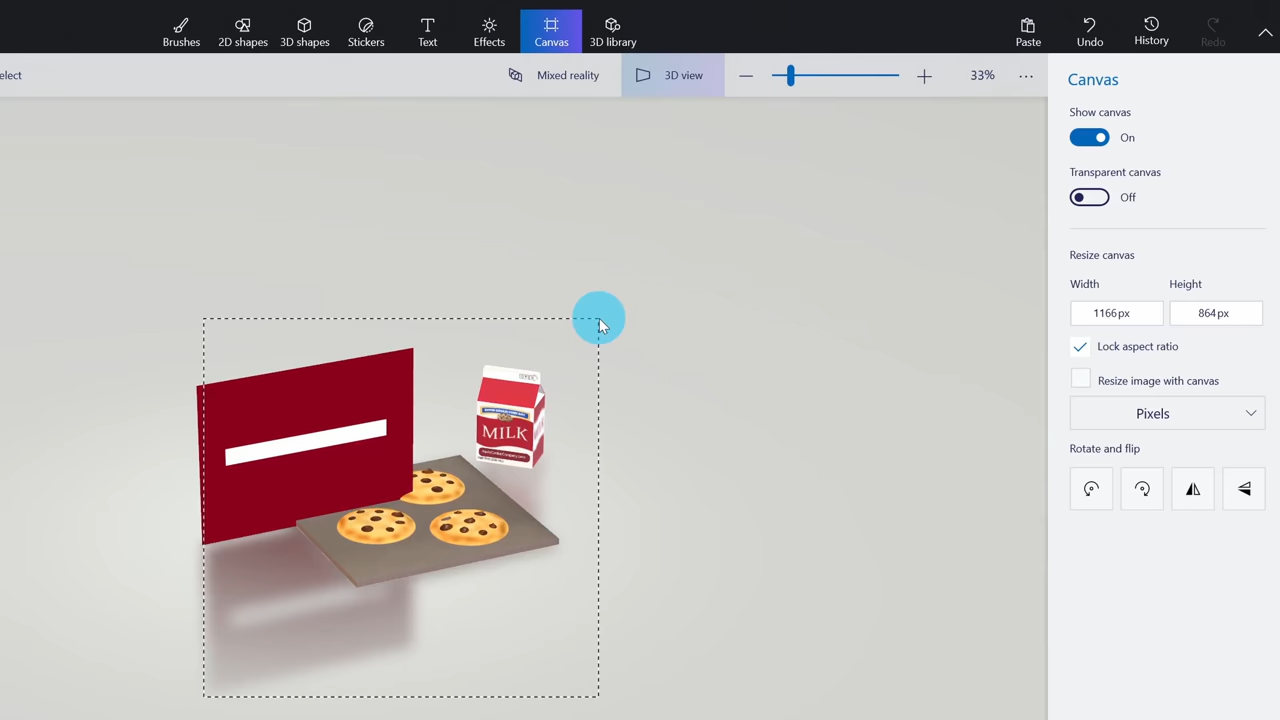 Brushes
2D shapes
3D shapes
Stickers
Text
Effects
Canvas
3D library
Paste
Undo
History
Redo
elect
Mixed reality
3D view
33%
Canvas
Show canvas
On
Transparent canvas
Off
Resize canvas
Width
Height
1166px
864px
Lock aspect ratio
Resize image with canvas
Pixels
Rotate and flip
MILK